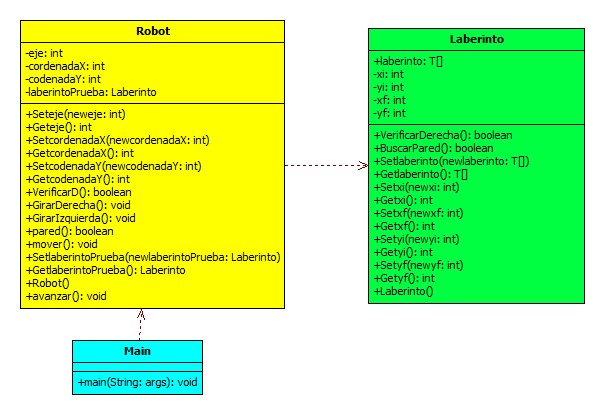 Robot
-eje: int
-cordenadaX: int
-codenadaY: int
-laberintoPrueba: Laberinto
+Seteje(neweje: int)
+Geteje(): int
+SetcordenadaX(newcordenadaX: int)
+GetcordenadaX(): int
+SetcodenadaY(newcodenadaY: int)
+GetcodenadaY(): int
+VerificarD(): boolean
+GirarDerecha(): void
+GirarIzquierda(): void
+pared(): boolean
+mover(): void
+SetlaberintoPrueba(newlaberintoPrueba: Laberinto)
+GetlaberintoPrueba(): Laberinto
+Robot()
+avanzar(): void
Laberinto
+laberinto: T[]
-xi: int
-yi: int
-xf: int
-yf: int
+VerificarDerecha(): boolean
+BuscarPared(): boolean
+Setlaberinto(newlaberinto: T[])
+Getlaberinto(): T[]
+Setxi(newxi: int)
+Getxi(): int
+Setxf(newxf: int)
+Getxf(): int
+Setyi(newyi: int)
+Getyi(): int
+Setyf(newyf: int)
+Getyf(): int
+Laberinto()
Main
+main(String: args): void